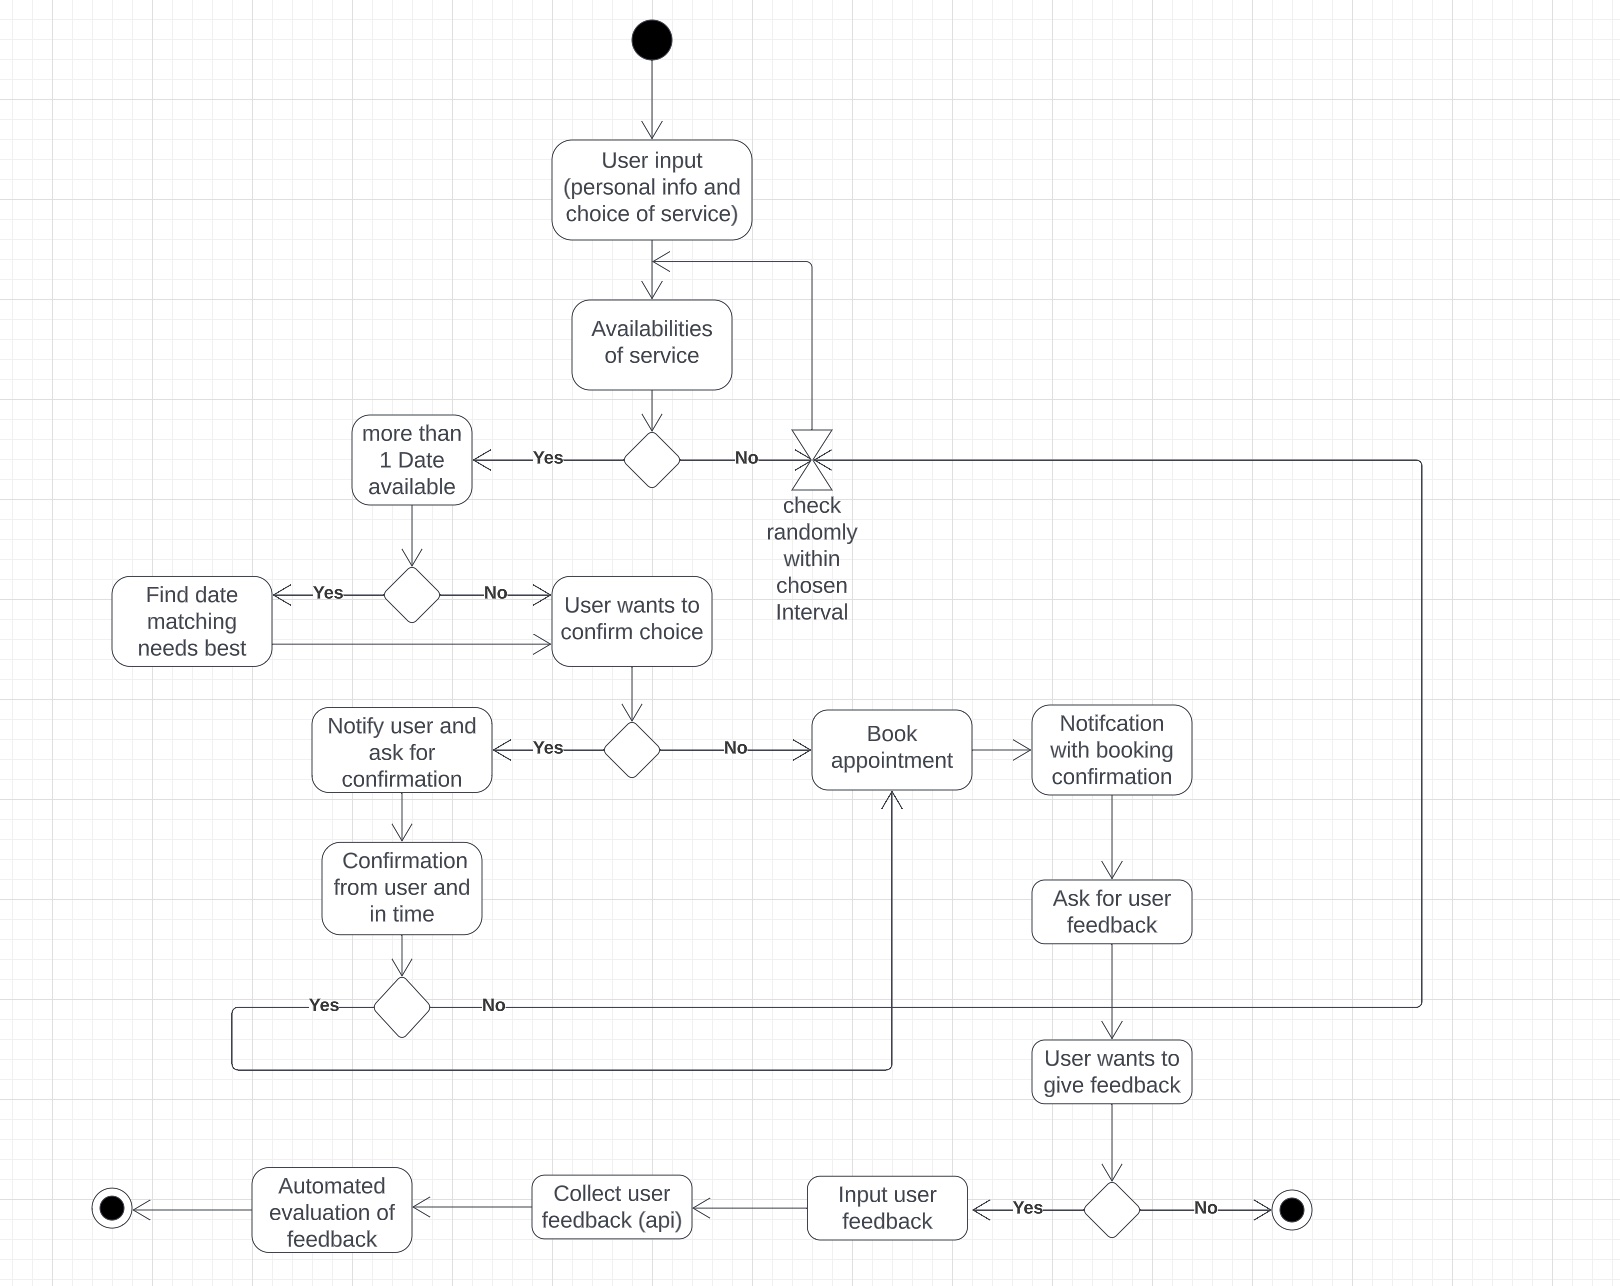 User input
(personal info and
choice of service)
Availabilities
of service
more than
1 Date
available
Yes
No
check
randomly
within
chosen
Interval
Find date
matching
needs best
Yes
No
User wants to
confirm choice
Notify user and
ask for
confirmation
Yes
No
Book
appointment
Notifcation
with booking
confirmation
Confirmation
from user and
in time
Ask for user
feedback
Yes
No
User wants to
give feedback
Automated
evaluation of
feedback
Collect user
feedback (api)
Input user
feedback
Yes
No